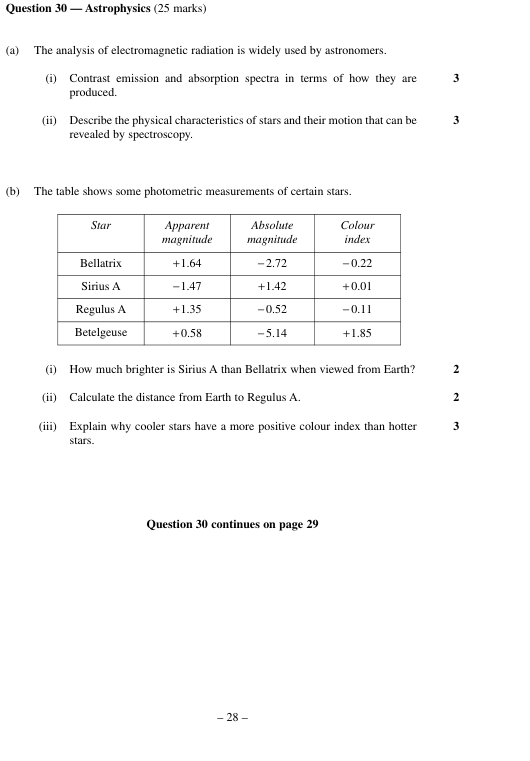 Question 30 — Astrophysics (25 marks)
(a) The analysis of electromagnetic radiation is widely used by astronomers.
(i) Contrast emission and absorption spectra in terms of how they are 3
produced.
(ii) Describe the physical characteristics of stars and their motion that can be 3
revealed by spectroscopy.
(b) The table shows some photometric measurements of certain stars.
Star Apparent Absolute Colour
magnitude magnitude index
Bellatrix +1.64 −2.72 −0.22
Sirius A −1.47 +1.42 +0.01
Regulus A +1.35 −0.52 −0.11
Betelgeuse +0.58 −5.14 +1.85
(i) How much brighter is Sirius A than Bellatrix when viewed from Earth? 2
(ii) Calculate the distance from Earth to Regulus A. 2
(iii) Explain why cooler stars have a more positive colour index than hotter 3
stars.
Question 30 continues on page 29
– 28 –